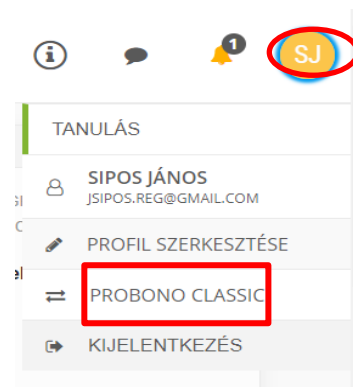 1
SJ
TANULÁS
SIPOS JÁNOS
JSIPOS.REG@GMAIL.COM
PROFIL SZERKESZTÉSE
PROBONO CLASSIC
KIJELENTKEZÉS